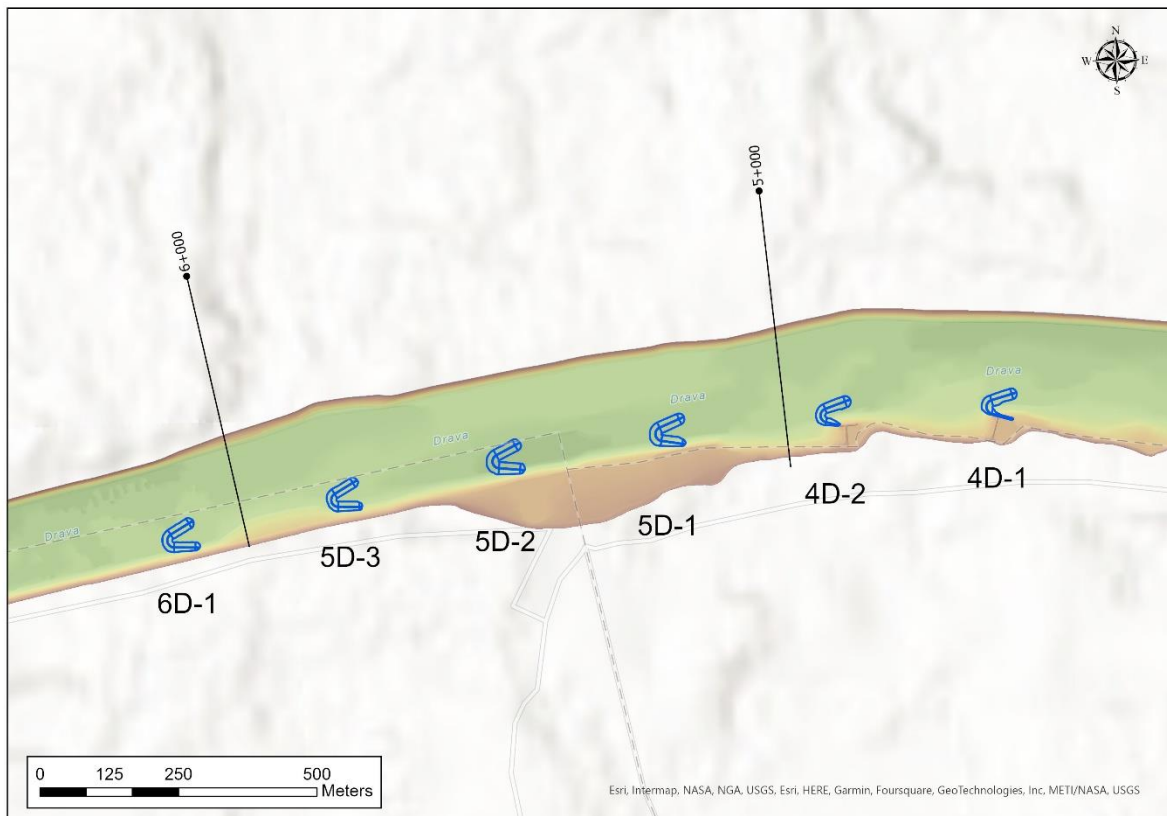 N
W E
S
5+000
6+000
Drava
Drava
Drava
Drava
4D-1
4D-2
5D-1
5D-2
5D-3
6D-1
0 125 250 500
Meters
Esri, Intermap, NASA, NGA, USGS, Esri, HERE, Garmin, Foursquare, GeoTechnologies, Inc, METI/NASA, USGS